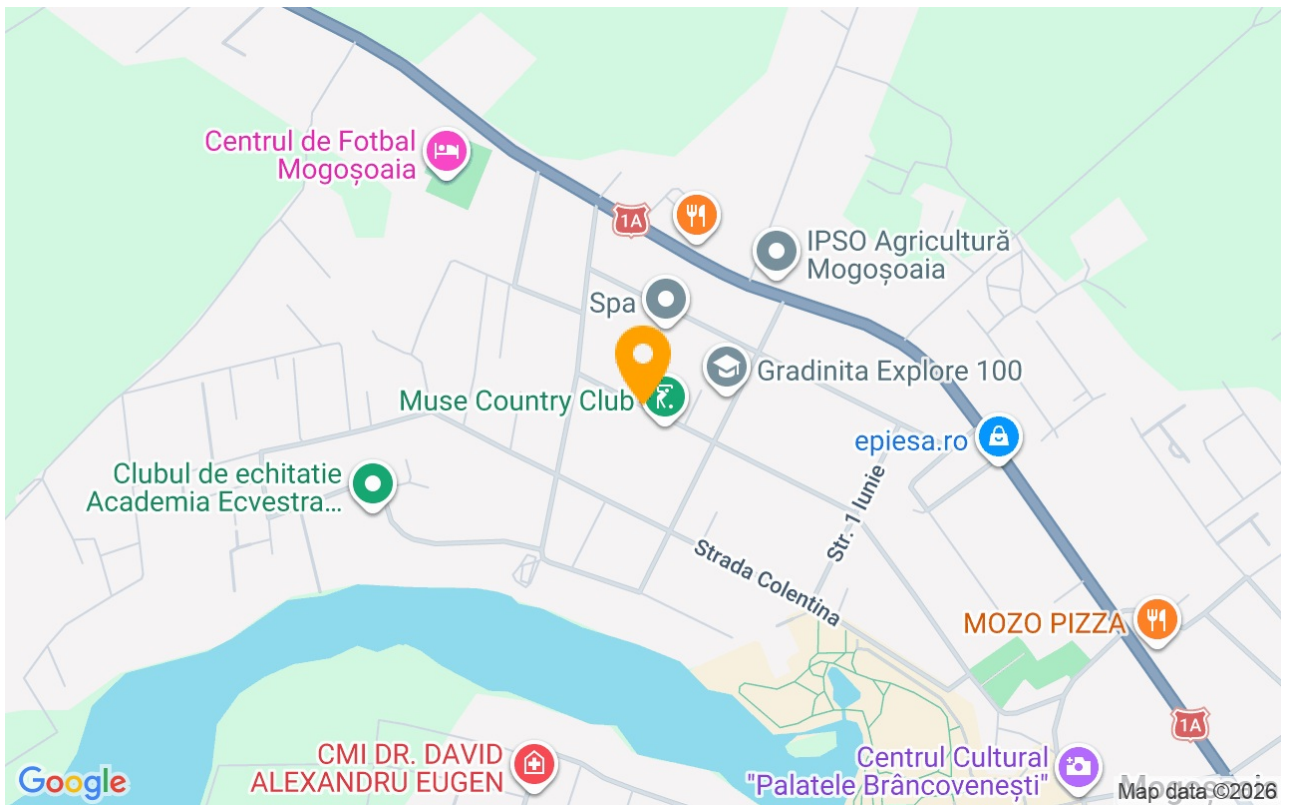 Centrul de Fotbal
Mogoșoaia
1A
IPSO Agricultură
Mogoșoaia
Spa
Gradinita Explore 100
Muse Country Club
epiesa.ro
Clubul de echitatie
Academia Ecvestra...
Str. 1 Iunie
Strada Colentina
MOZO PIZZA
1A
CMI DR. DAVID
ALEXANDRU EUGEN
Centrul Cultural
"Palatele Brâncovenești"
Google
Map data ©2026